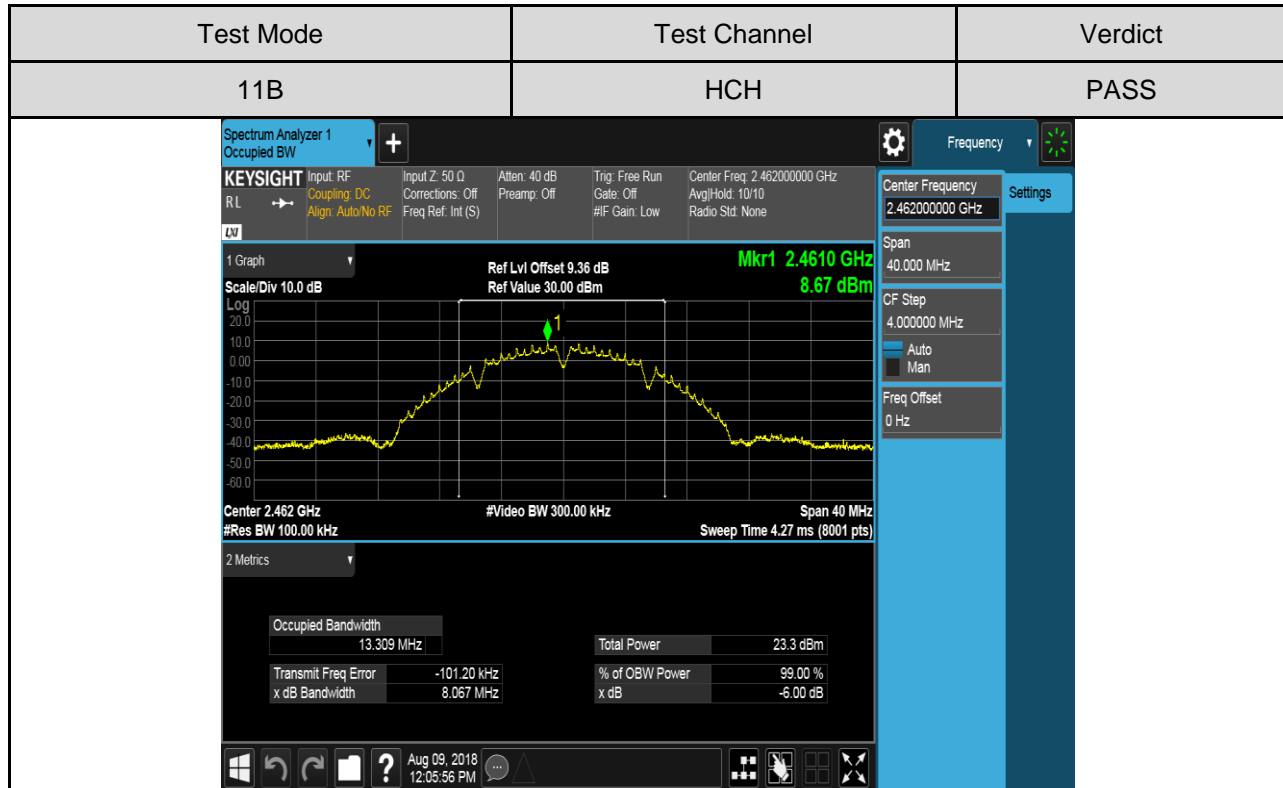 Test Mode Test Channel Verdict
11B HCH PASS
Spectrum Analyzer 1
Occupied BW
+
Frequency
KEYSIGHT
RL
LXI
Input: RF
Coupling: DC
Align: Auto/No RF
Input Z: 50 Ω
Corrections: Off
Freq Ref: Int (S)
Atten: 40 dB
Preamp: Off
Trig: Free Run
Gate: Off
#IF Gain: Low
Center Freq: 2.462000000 GHz
Avg|Hold: 10/10
Radio Std: None
Center Frequency
2.462000000 GHz
Settings
Span
40.000 MHz
CF Step
4.000000 MHz
Auto
Man
Freq Offset
0 Hz
1 Graph
Scale/Div 10.0 dB
Ref Lvl Offset 9.36 dB
Ref Value 30.00 dBm
Mkr1 2.4610 GHz
8.67 dBm
Log
20.0
10.0
0.00
-10.0
-20.0
-30.0
-40.0
-50.0
-60.0
1
Center 2.462 GHz #Video BW 300.00 kHz Span 40 MHz
#Res BW 100.00 kHz Sweep Time 4.27 ms (8001 pts)
2 Metrics
Occupied Bandwidth
13.309 MHz
Total Power 23.3 dBm
Transmit Freq Error -101.20 kHz % of OBW Power 99.00 %
x dB Bandwidth 8.067 MHz x dB -6.00 dB
?
Aug 09, 2018
12:05:56 PM